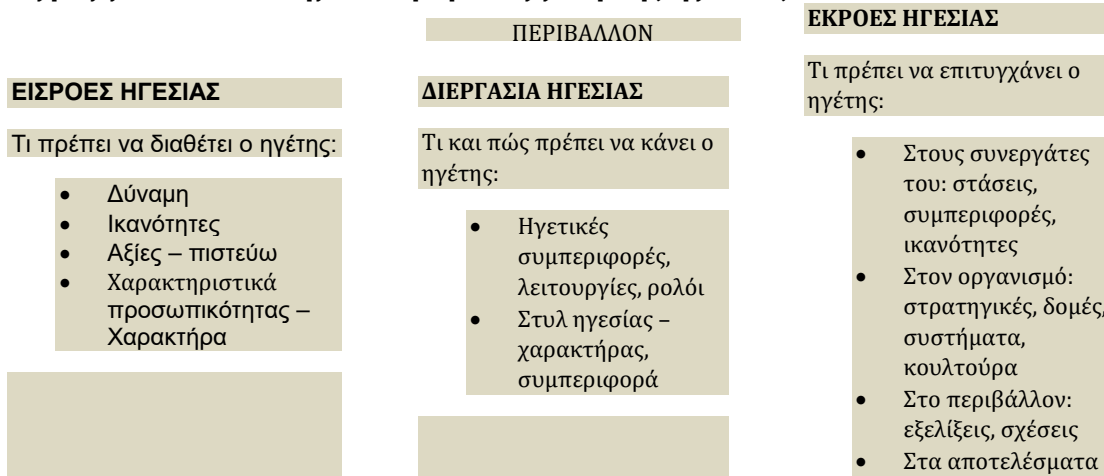 ΠΕΡΙΒΑΛΛΟΝ
ΕΙΣΡΟΕΣ ΗΓΕΣΙΑΣ
Τι πρέπει να διαθέτει ο ηγέτης:
• Δύναμη
• Ικανότητες
• Αξίες – πιστεύω
• Χαρακτηριστικά
προσωπικότητας –
Χαρακτήρα
ΔΙΕΡΓΑΣΙΑ ΗΓΕΣΙΑΣ
Τι και πώς πρέπει να κάνει ο
ηγέτης:
• Ηγετικές
συμπεριφορές,
λειτουργίες, ρολόι
• Στυλ ηγεσίας –
χαρακτήρας,
συμπεριφορά
ΕΚΡΟΕΣ ΗΓΕΣΙΑΣ
Τι πρέπει να επιτυγχάνει ο
ηγέτης:
• Στους συνεργάτες
του: στάσεις,
συμπεριφορές,
ικανότητες
• Στον οργανισμό:
στρατηγικές, δομές,
συστήματα,
κουλτούρα
• Στο περιβάλλον:
εξελίξεις, σχέσεις
• Στα αποτελέσματα